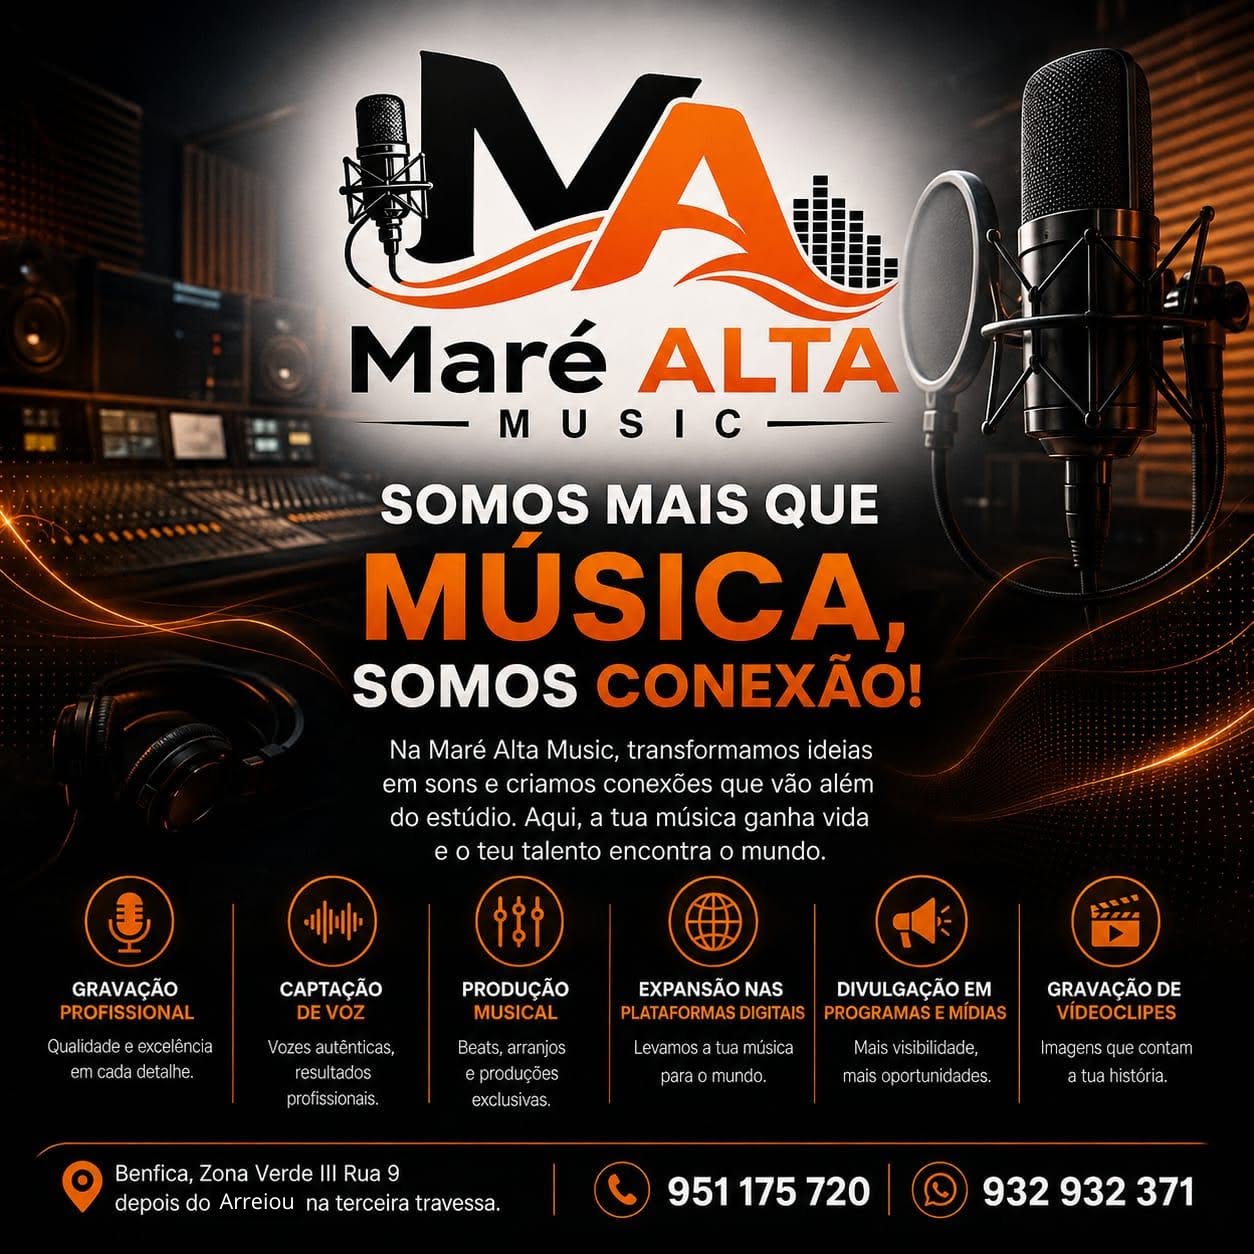 MA
Maré ALTA
MUSIC
SOMOS MAIS QUE
MÚSICA,
SOMOS CONEXÃO!
Na Maré Alta Music, transformamos ideias
em sons e criamos conexões que vão além
do estúdio. Aqui, a tua música ganha vida
e o teu talento encontra o mundo.
GRAVAÇÃO
PROFISSIONAL
Qualidade e excelência
em cada detalhe.
CAPTAÇÃO
DE VOZ
Vozes autênticas,
resultados
profissionais.
PRODUÇÃO
MUSICAL
Beats, arranjos
e produções
exclusivas.
EXPANSÃO NAS
PLATAFORMAS DIGITAIS
Levamos a tua música
para o mundo.
DIVULGAÇÃO EM
PROGRAMAS E MÍDIAS
Mais visibilidade,
mais oportunidades.
GRAVAÇÃO DE
VÍDEOCLIPES
Imagens que contam
a tua história.
Benfica, Zona Verde III Rua 9
depois do Arreiou na terceira travessa.
951 175 720
932 932 371